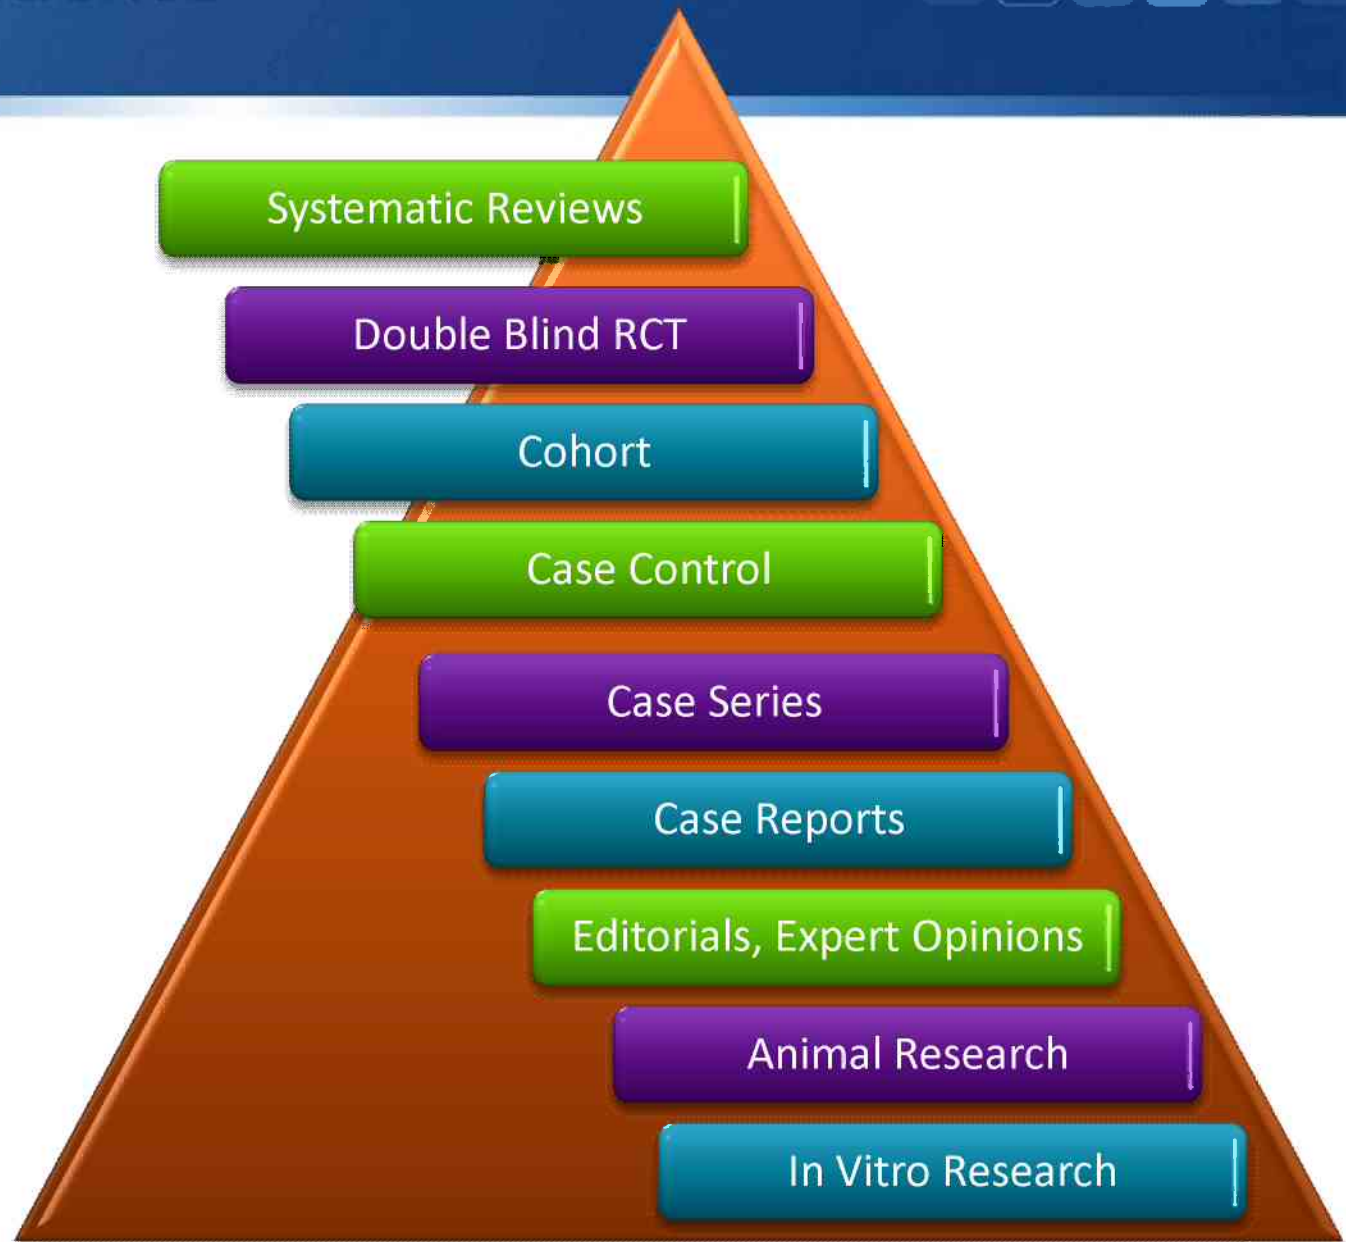 Systematic Reviews
Double Blind RCT
Cohort
Case Control
Case Series
Case Reports
Editorials, Expert Opinions
Animal Research
In Vitro Research